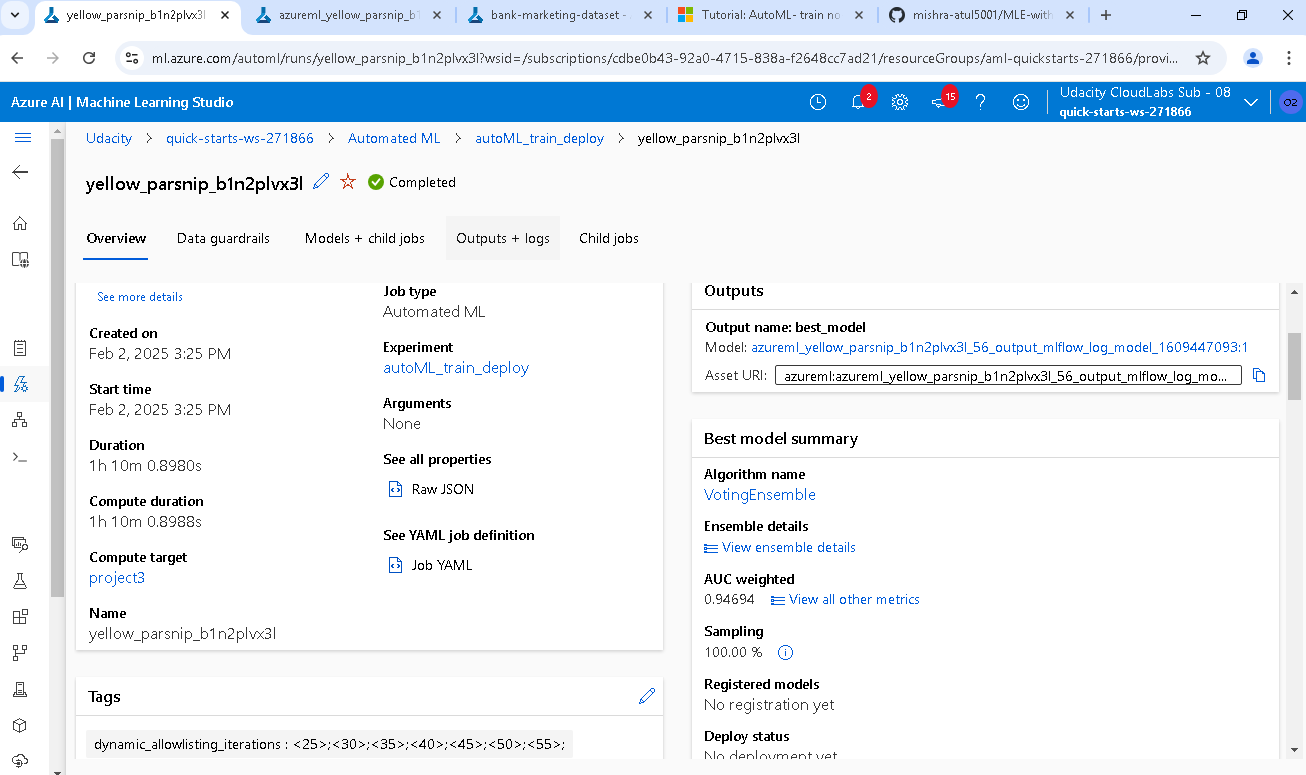 yellow_parsnip_b1n2plvx3l
azureml_yellow_parsnip_b1
bank-marketing-dataset -
Tutorial: AutoML- train no
mishra-atul5001/MLE-with
ml.azure.com/automl/runs/yellow_parsnip_b1n2plvx3l?wsid=/subscriptions/cdbe0b43-92a0-4715-838a-f2648cc7ad21/resourceGroups/aml-quickstarts-271866/provi...
Azure AI | Machine Learning Studio
2
15
Udacity CloudLabs Sub - 08
quick-starts-ws-271866
O2
Udacity > quick-starts-ws-271866 > Automated ML > autoML_train_deploy > yellow_parsnip_b1n2plvx3l
yellow_parsnip_b1n2plvx3l
Completed
Overview
Data guardrails
Models + child jobs
Outputs + logs
Child jobs
See more details
Created on
Feb 2, 2025 3:25 PM
Start time
Feb 2, 2025 3:25 PM
Duration
1h 10m 0.8980s
Compute duration
1h 10m 0.8988s
Compute target
project3
Name
yellow_parsnip_b1n2plvx3l
Job type
Automated ML
Experiment
autoML_train_deploy
Arguments
None
See all properties
Raw JSON
See YAML job definition
Job YAML
Tags
dynamic_allowlisting_iterations : <25>;<30>;<35>;<40>;<45>;<50>;<55>;
Outputs
Output name: best_model
Model: azureml_yellow_parsnip_b1n2plvx3l_56_output_mlflow_log_model_1609447093:1
Asset URI: azureml:azureml_yellow_parsnip_b1n2plvx3l_56_output_mlflow_log_mo...
Best model summary
Algorithm name
VotingEnsemble
Ensemble details
View ensemble details
AUC weighted
0.94694 View all other metrics
Sampling
100.00 %
Registered models
No registration yet
Deploy status
No deployment yet